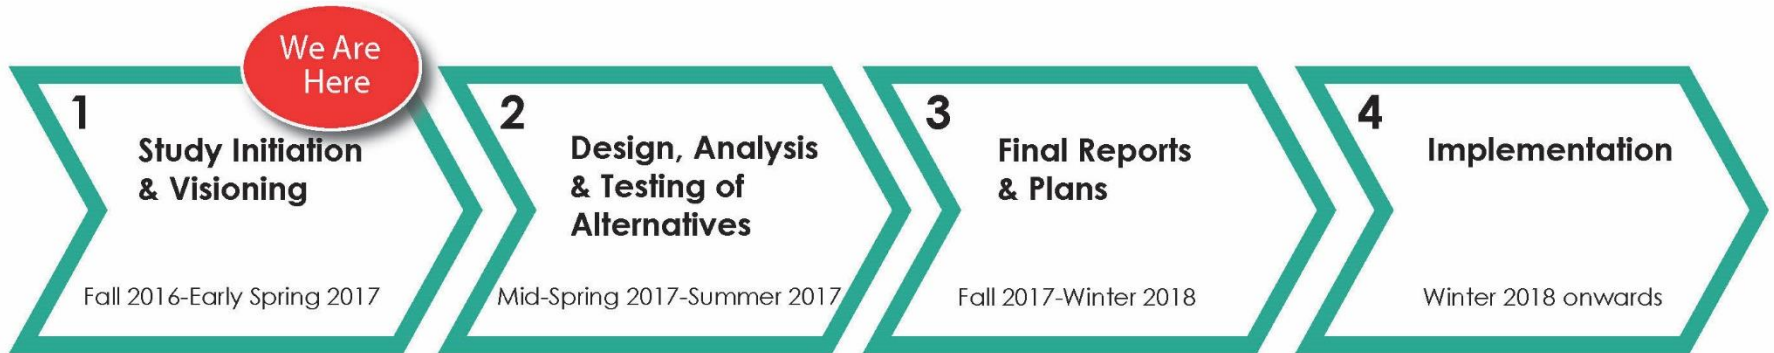 We Are
Here
1
Study Initiation
& Visioning
Fall 2016-Early Spring 2017
2
Design, Analysis
& Testing of
Alternatives
Mid-Spring 2017-Summer 2017
3
Final Reports
& Plans
Fall 2017-Winter 2018
4
Implementation
Winter 2018 onwards